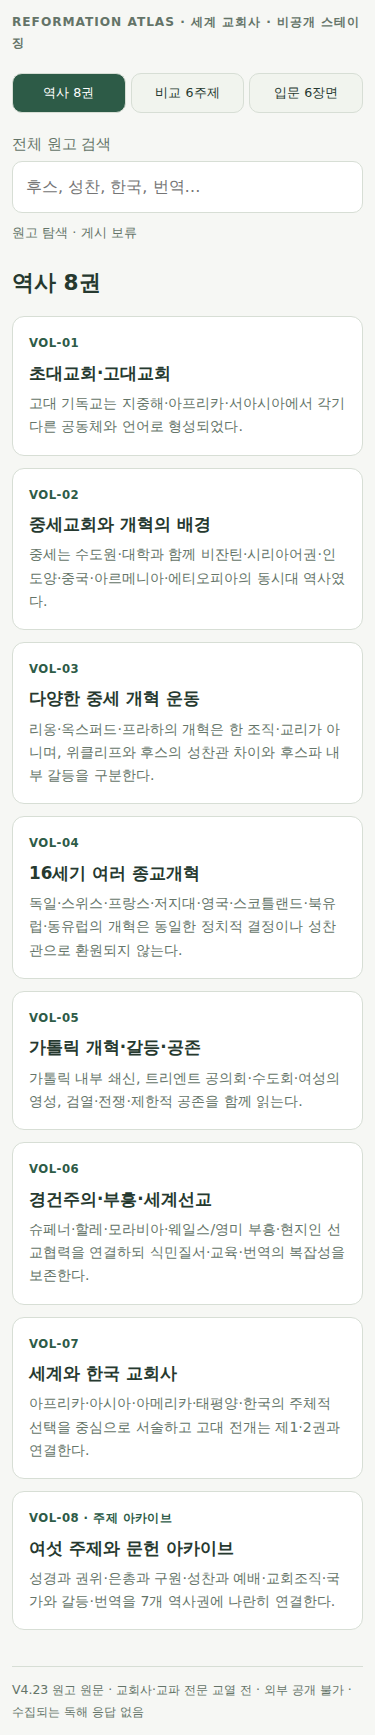 REFORMATION ATLAS · 세계 교회사 · 비공개 스테이
징
역사 8권
비교 6주제
입문 6장면
전체 원고 검색
후스, 성찬, 한국, 번역...
원고 탐색 · 게시 보류
역사 8권
VOL-01
초대교회·고대교회
고대 기독교는 지중해·아프리카·서아시아에서 각기
다른 공동체와 언어로 형성되었다.
VOL-02
중세교회와 개혁의 배경
중세는 수도원·대학과 함께 비잔틴·시리아어권·인
도양·중국·아르메니아·에티오피아의 동시대 역사였
다.
VOL-03
다양한 중세 개혁 운동
리옹·옥스퍼드·프라하의 개혁은 한 조직·교리가 아
니며, 위클리프와 후스의 성찬관 차이와 후스파 내
부 갈등을 구분한다.
VOL-04
16세기 여러 종교개혁
독일·스위스·프랑스·저지대·영국·스코틀랜드·북유
럽·동유럽의 개혁은 동일한 정치적 결정이나 성찬
관으로 환원되지 않는다.
VOL-05
가톨릭 개혁·갈등·공존
가톨릭 내부 쇄신, 트리엔트 공의회·수도회·여성의
영성, 검열·전쟁·제한적 공존을 함께 읽는다.
VOL-06
경건주의·부흥·세계선교
슈페너·할레·모라비아·웨일스/영미 부흥·현지인 선
교협력을 연결하되 식민질서·교육·번역의 복잡성을
보존한다.
VOL-07
세계와 한국 교회사
아프리카·아시아·아메리카·태평양·한국의 주체적
선택을 중심으로 서술하고 고대 전개는 제1·2권과
연결한다.
VOL-08 · 주제 아카이브
여섯 주제와 문헌 아카이브
성경과 권위·은총과 구원·성찬과 예배·교회조직·국
가와 갈등·번역을 7개 역사권에 나란히 연결한다.
V4.23 원고 원문 · 교회사·교파 전문 교열 전 · 외부 공개 불가 ·
수집되는 독해 응답 없음